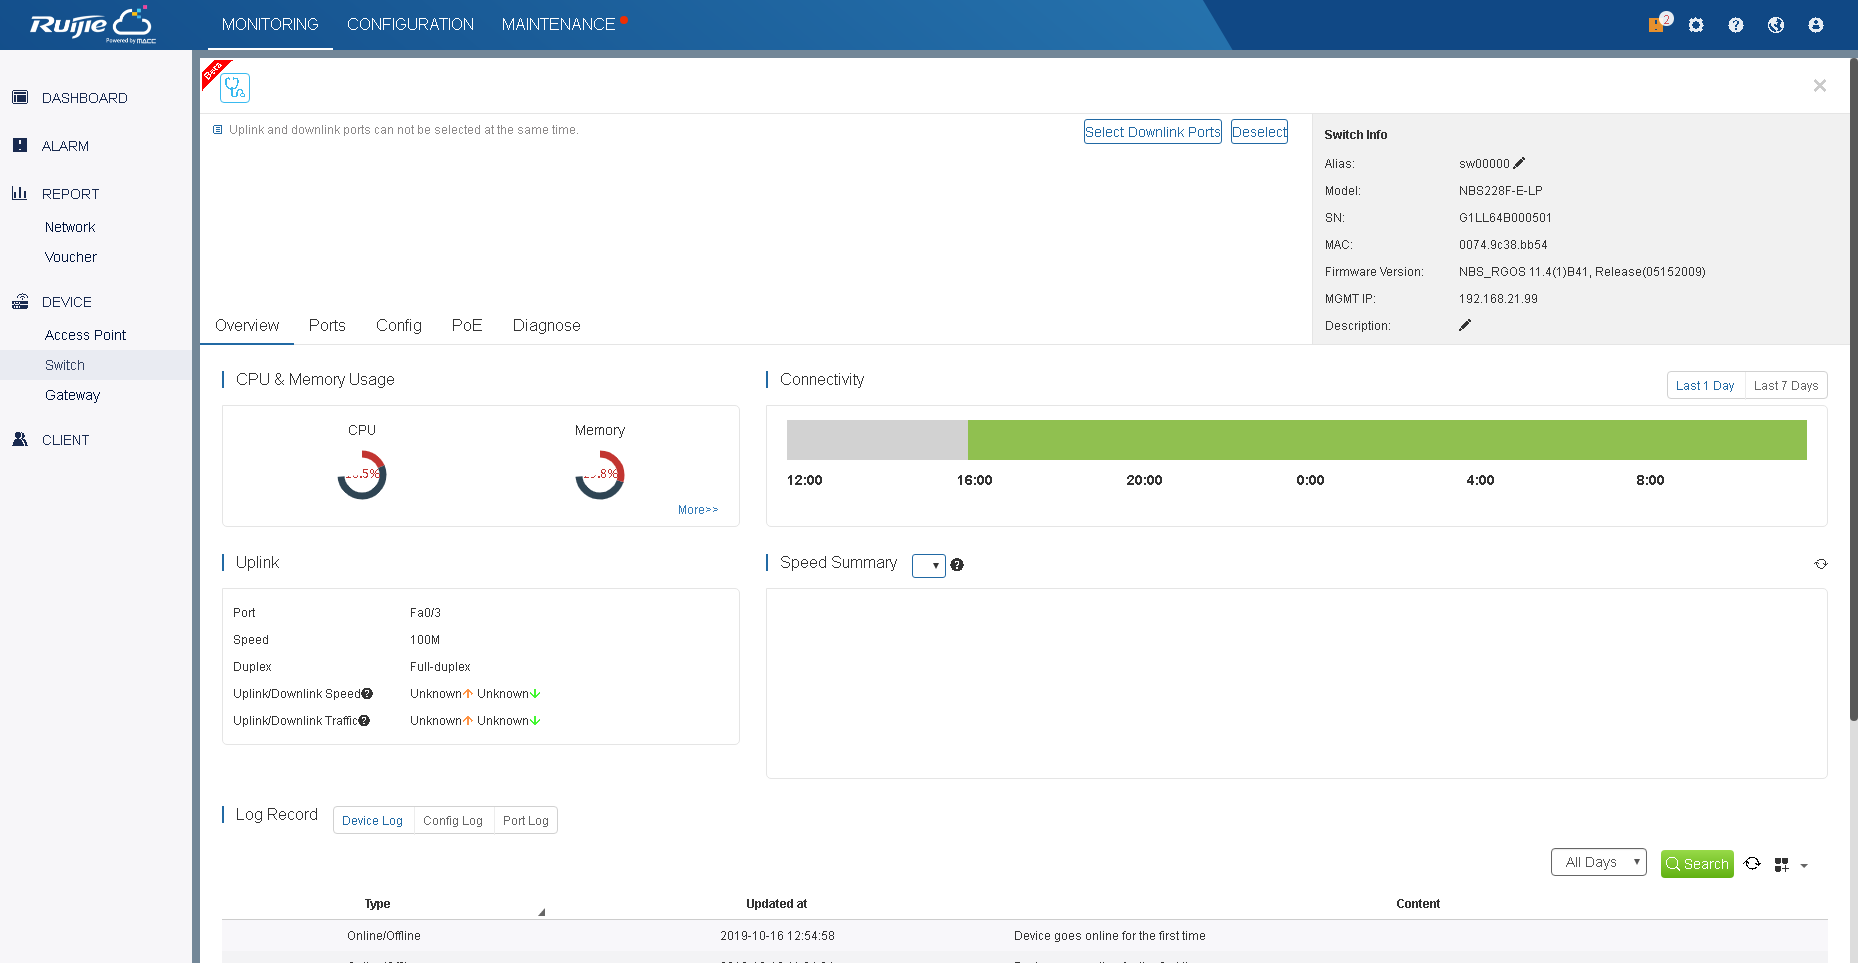 Ruijie
Powered by MACC
MONITORING CONFIGURATION MAINTENANCE
2
Beta
DASHBOARD
ALARM
REPORT
Network
Voucher
DEVICE
Access Point
Switch
Gateway
CLIENT
Uplink and downlink ports can not be selected at the same time.
Select Downlink Ports Deselect
Switch Info
Alias: sw00000
Model: NBS228F-E-LP
SN: G1LL64B000501
MAC: 0074.9c38.bb54
Firmware Version: NBS_RGOS 11.4(1)B41, Release(05152009)
MGMT IP: 192.168.21.99
Description:
Overview Ports Config PoE Diagnose
CPU & Memory Usage
CPU Memory
More>>
Connectivity
Last 1 Day Last 7 Days
12:00 16:00 20:00 0:00 4:00 8:00
Uplink
Port Fa0/3
Speed 100M
Duplex Full-duplex
Uplink/Downlink Speed Unknown Unknown
Uplink/Downlink Traffic Unknown Unknown
Speed Summary
Log Record Device Log Config Log Port Log
All Days Search
Type Updated at Content
Online/Offline 2019-10-16 12:54:58 Device goes online for the first time